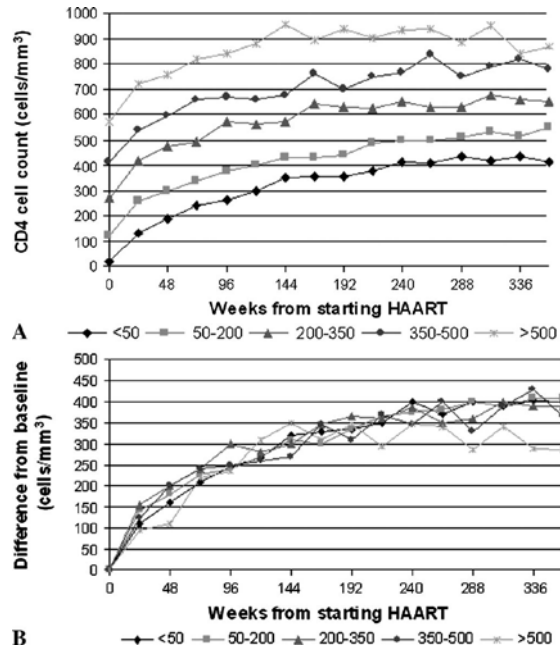 1000
900
800
700
600
500
400
300
200
100
0
CD4 cell count (cells/mm³)
0 48 96 144 192 240 288 336
Weeks from starting HAART
A <50 50-200 200-350 350-500 >500
500
450
400
350
300
250
200
150
100
50
0
Difference from baseline
(cells/mm³)
0 48 96 144 192 240 288 336
Weeks from starting HAART
B <50 50-200 200-350 350-500 >500